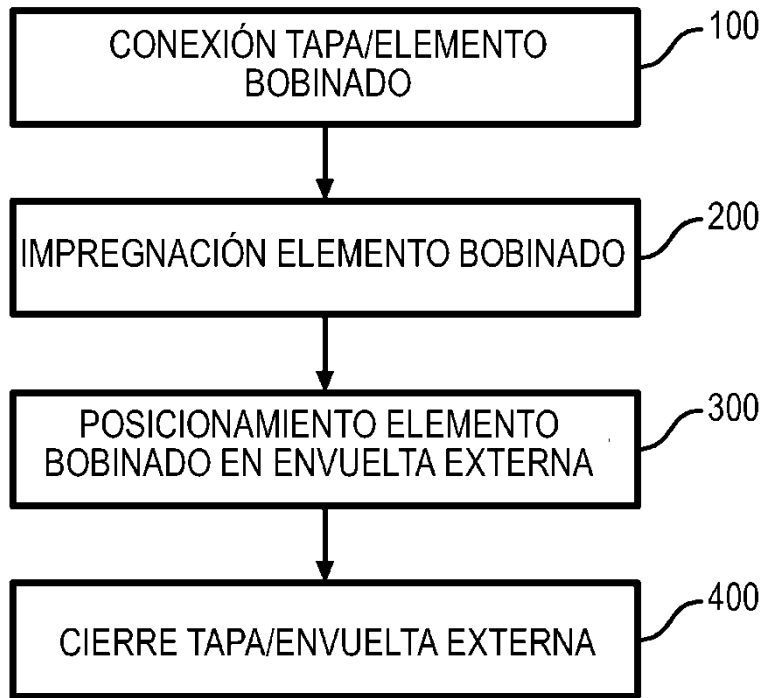 CONEXIÓN TAPA/ELEMENTO
BOBINADO
100
IMPREGNACIÓN ELEMENTO BOBINADO
200
POSICIONAMIENTO ELEMENTO
BOBINADO EN ENVUELTA EXTERNA
300
CIERRE TAPA/ENVUELTA EXTERNA
400